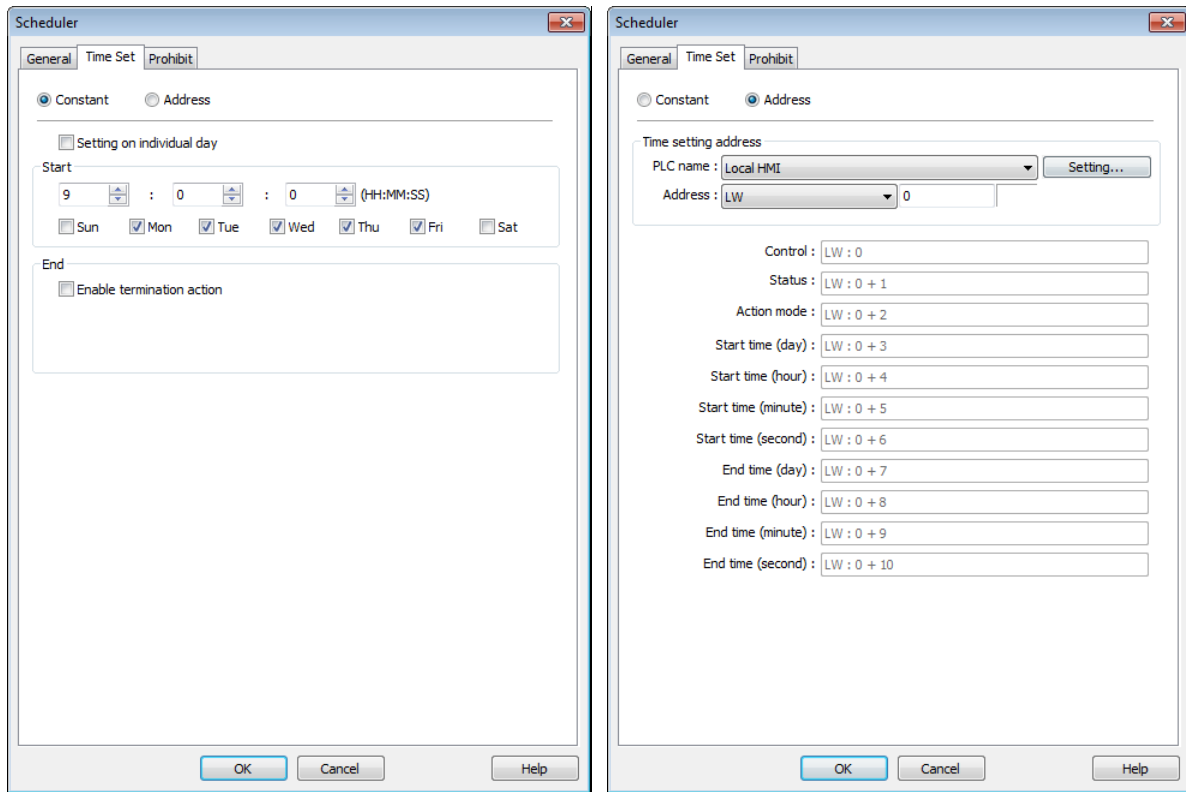 Scheduler
General Time Set Prohibit
Constant Address
Setting on individual day
Start
9 : 0 : 0 (HH:MM:SS)
Sun Mon Tue Wed Thu Fri Sat
End
Enable termination action
OK Cancel Help
Scheduler
General Time Set Prohibit
Constant Address
Time setting address
PLC name : Local HMI Setting...
Address : LW 0
Control : LW : 0
Status : LW : 0 + 1
Action mode : LW : 0 + 2
Start time (day) : LW : 0 + 3
Start time (hour) : LW : 0 + 4
Start time (minute) : LW : 0 + 5
Start time (second) : LW : 0 + 6
End time (day) : LW : 0 + 7
End time (hour) : LW : 0 + 8
End time (minute) : LW : 0 + 9
End time (second) : LW : 0 + 10
OK Cancel Help